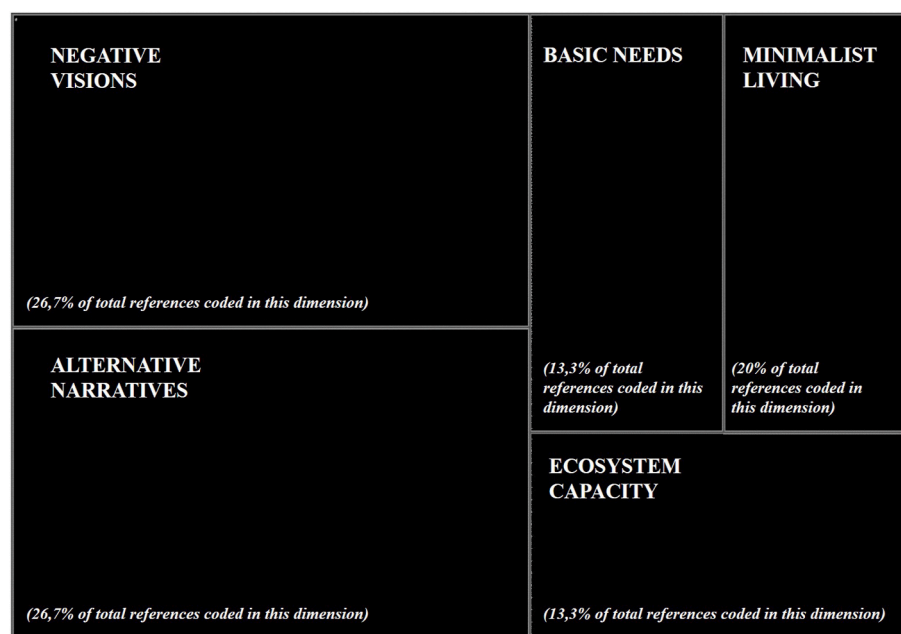 NEGATIVE
VISIONS
(26,7% of total references coded in this dimension)
ALTERNATIVE
NARRATIVES
(26,7% of total references coded in this dimension)
BASIC NEEDS
(13,3% of total
references coded in this
dimension)
MINIMALIST
LIVING
(20% of total
references coded in
this dimension)
ECOSYSTEM
CAPACITY
(13,3% of total references coded in this dimension)